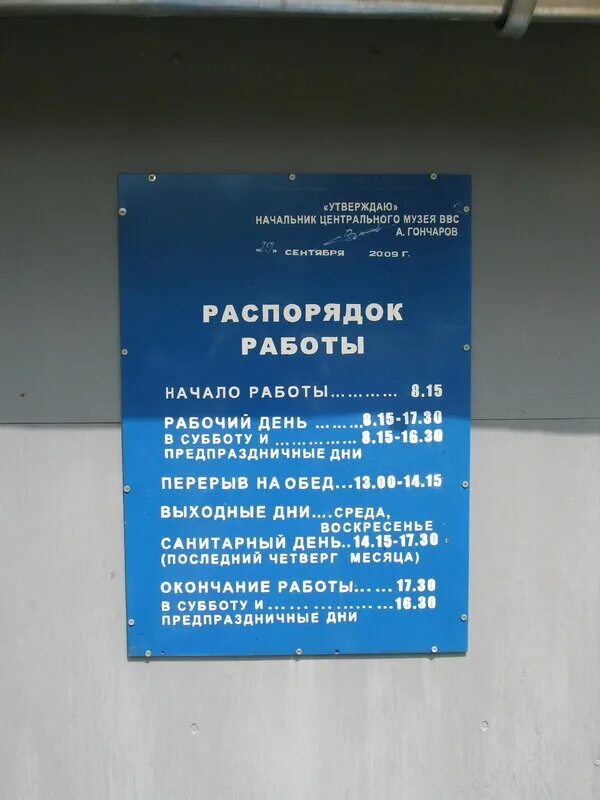 «УТВЕРЖДАЮ»
НАЧАЛЬНИК ЦЕНТРАЛЬНОГО МУЗЕЯ ВВС
А. ГОНЧАРОВ
СЕНТЯБРЯ 2009 Г.
РАСПОРЯДОК
РАБОТЫ
НАЧАЛО РАБОТЫ............ 8.15
РАБОЧИЙ ДЕНЬ .........8.15-17.30
В СУББОТУ И ............... 8.15-16.30
ПРЕДПРАЗДНИЧНЫЕ ДНИ
ПЕРЕРЫВ НА ОБЕД...13.00-14.15
ВЫХОДНЫЕ ДНИ....СРЕДА,
ВОСКРЕСЕНЬЕ
САНИТАРНЫЙ ДЕНЬ..14.15-17.30
(ПОСЛЕДНИЙ ЧЕТВЕРГ МЕСЯЦА)
ОКОНЧАНИЕ РАБОТЫ...... 17.30
В СУББОТУ И ... ... ... ... ...16.30
ПРЕДПРАЗДНИЧНЫЕ ДНИ